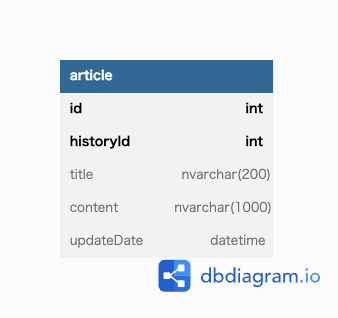 article
id int
historyId int
title nvarchar(200)
content nvarchar(1000)
updateDate datetime
dbdiagram.io